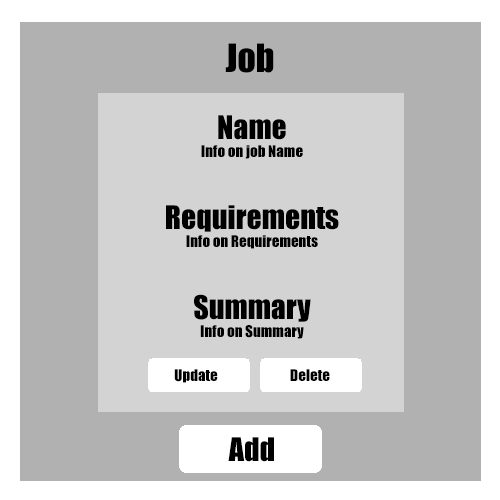 Job
Name
Info on job Name
Requirements
Info on Requirements
Summary
Info on Summary
Update Delete
Add